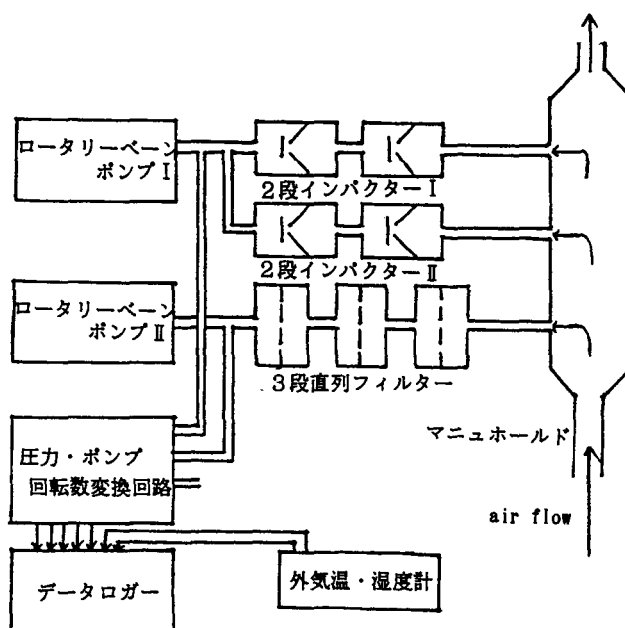 ロータリーベーン
ポンプⅠ
2段インパクターⅠ
2段インパクターⅡ
ロータリーベーン
ポンプⅡ
3段直列フィルター
マニュホールド
圧力・ポンプ
回転数変換回路
air flow
データロガー
外気温・湿度計